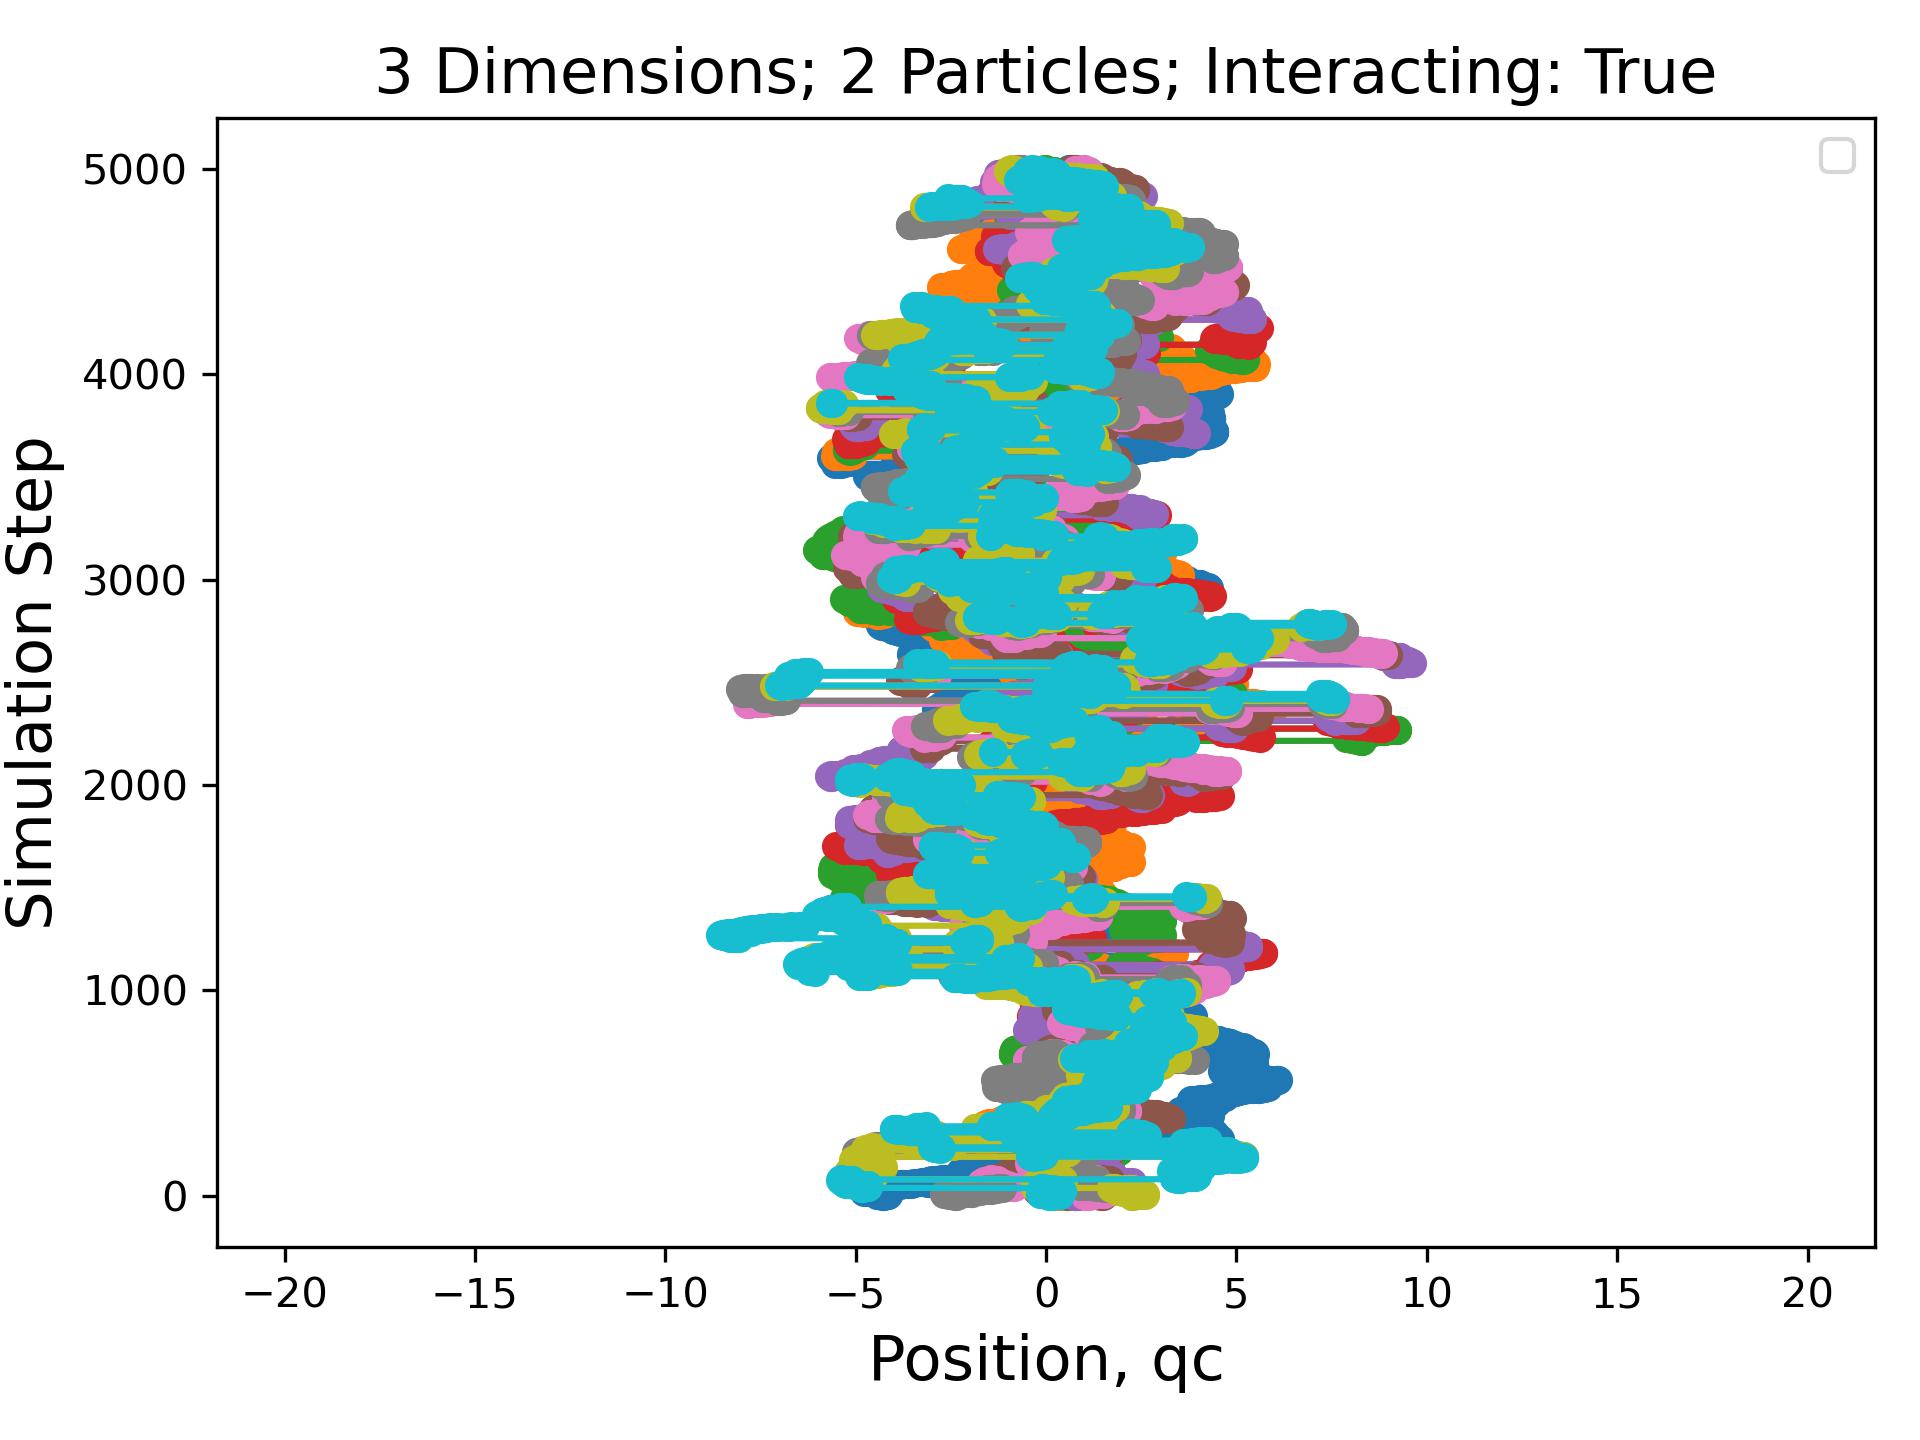 3 Dimensions; 2 Particles; Interacting: True
Simulation Step
5000
4000
3000
2000
1000
0
−20 −15 −10 −5 0 5 10 15 20
Position, qc